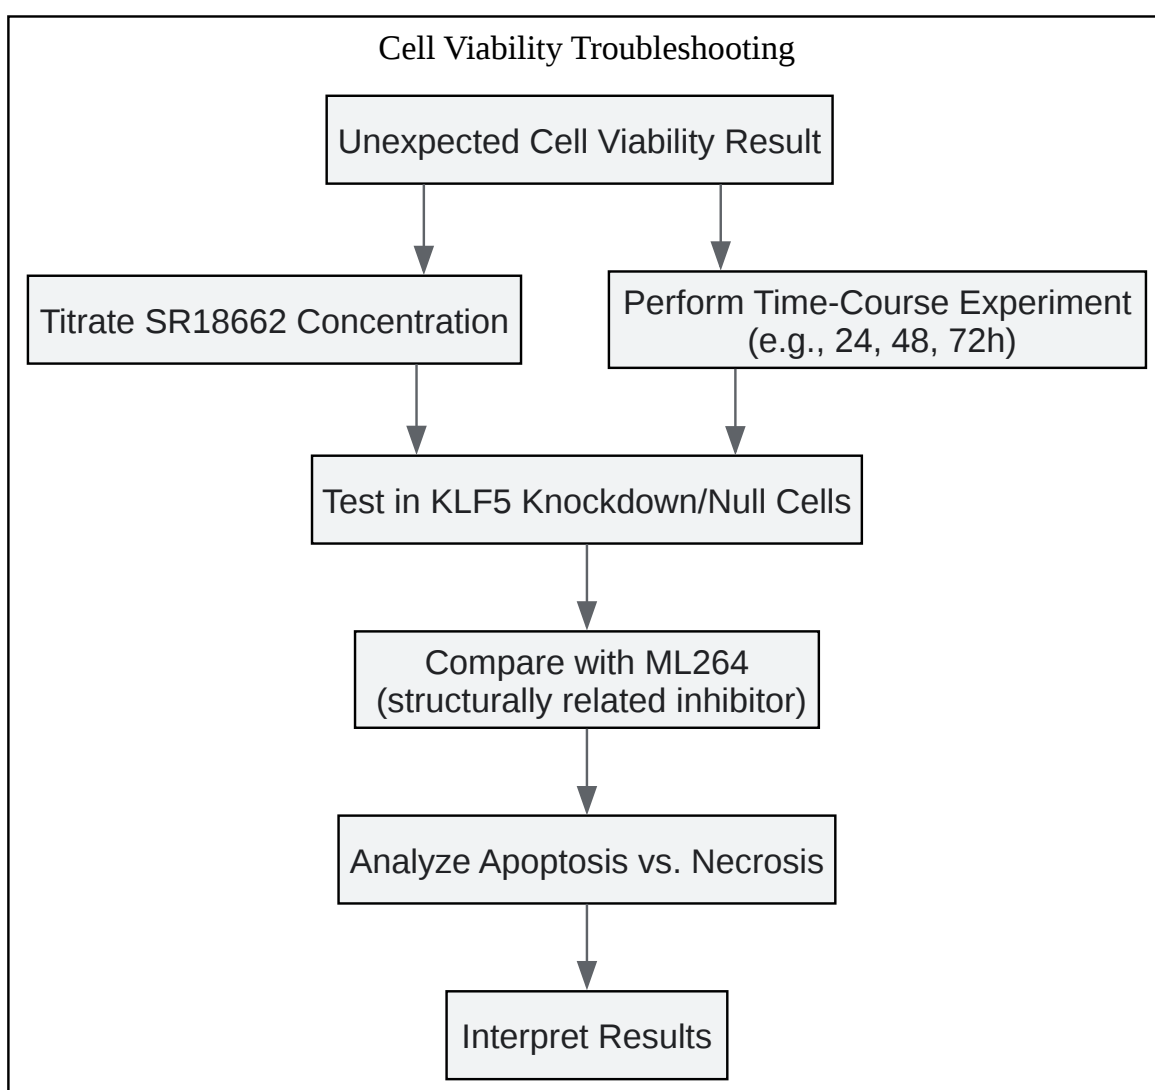 Cell Viability Troubleshooting
Unexpected Cell Viability Result
Titrate SR18662 Concentration
Perform Time-Course Experiment
(e.g., 24, 48, 72h)
Test in KLF5 Knockdown/Null Cells
Compare with ML264
(structurally related inhibitor)
Analyze Apoptosis vs. Necrosis
Interpret Results